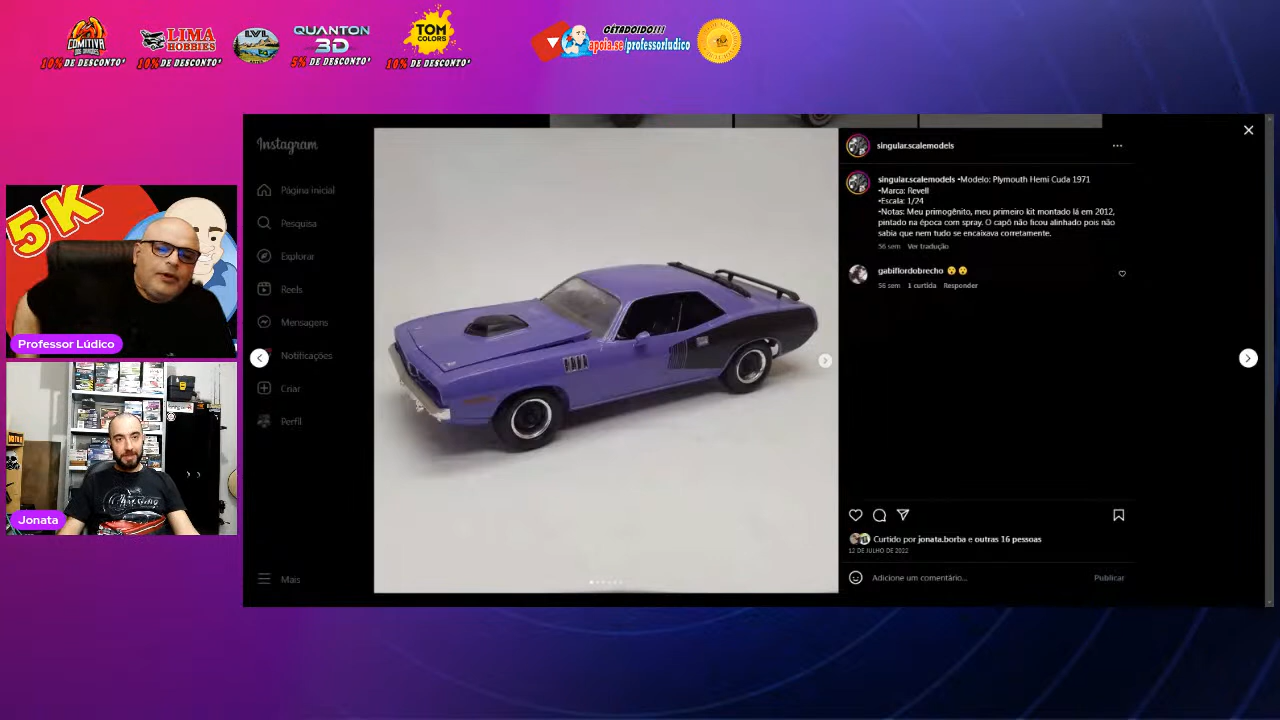 COMITIVA
10% DE DESCONTO*
LIMA
HOBBIES
10% DE DESCONTO*
LVL
QUANTON
3D
5% DE DESCONTO*
TOM
COLORS
10% DE DESCONTO*
CÊTÁDOIDO!!!
apoia.se/professorludico
Instagram
Página inicial
Pesquisa
Explorar
Reels
Mensagens
Notificações
Criar
Perfil
Mais
5K
Professor Lúdico
Jonata
singular.scalemodels
singular.scalemodels •Modelo: Plymouth Hemi Cuda 1971
•Marca: Revell
•Escala: 1/24
•Notas: Meu primogênito, meu primeiro kit montado lá em 2012,
pintado na época com spray. O capô não ficou alinhado pois não
sabia que nem tudo se encaixava corretamente.
56 sem Ver tradução
gabiflordobrecho 😮😮
56 sem 1 curtida Responder
Curtido por jonata.borba e outras 16 pessoas
12 DE JULHO DE 2022
Adicione um comentário...
Publicar